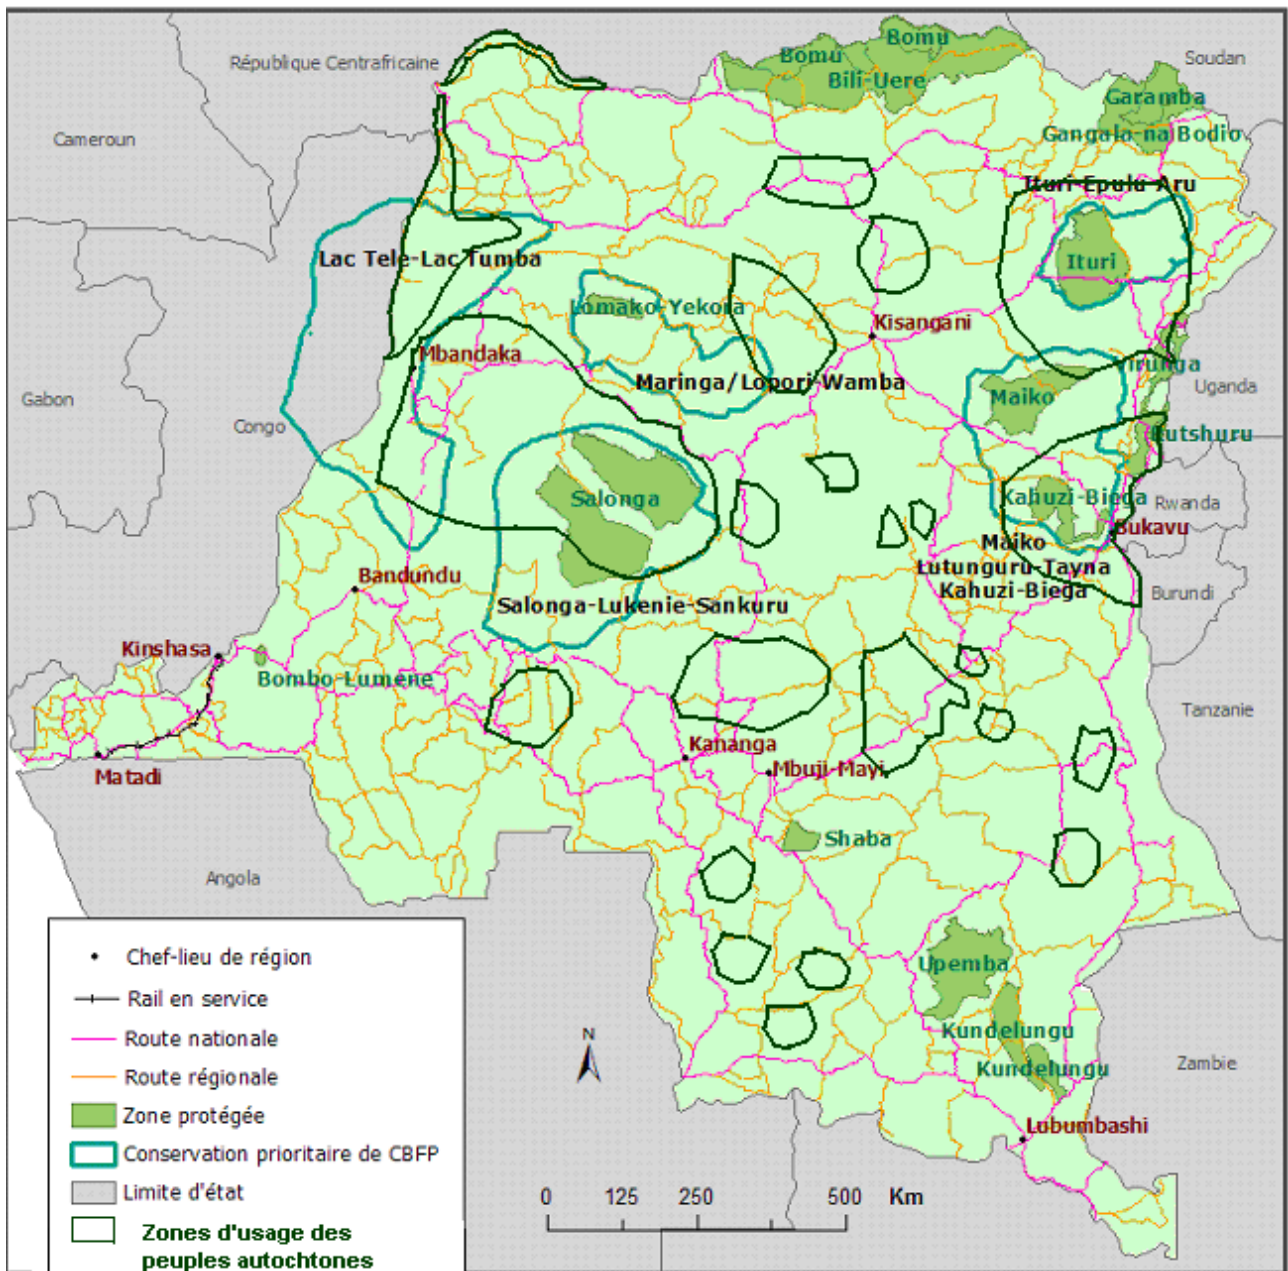 Bomu
République Centrafricaine
Bomu
Soudan
Bili-Uere
Garamba
Cameroun
Gangala-na Bodio
Ituri-Epulu-Aru
Lac Tele-Lac Tumba
Ituri
Lomako-Yekora
Kisangani
Mbandaka
Virunga
Maringa/Lopori-Wamba
Uganda
Gabon
Maiko
Congo
Rutshuru
Salonga
Kahuzi-Biega
Rwanda
Bukavu
Maiko
Lutunguru-Tayna
Bandundu
Kahuzi-Biega
Burundi
Salonga-Lukenie-Sankuru
Kinshasa
Bombo-Lumene
Tanzanie
Kananga
Matadi
Mbuji-Mayi
Shaba
Angola
Upemba
Kundelungu
Kundelungu
Zambie
Lubumbashi
Chef-lieu de région
Rail en service
Route nationale
Route régionale
Zone protégée
Conservation prioritaire de CBFP
Limite d'état
Zones d'usage des
peuples autochtones
N
0 125 250 500 Km